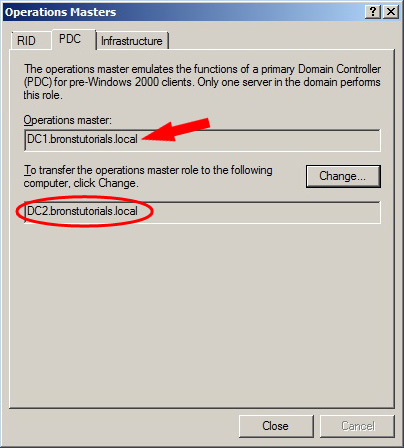 Operations Masters
RID PDC Infrastructure
The operations master emulates the functions of a primary Domain Controller
(PDC) for pre-Windows 2000 clients. Only one server in the domain performs
this role.
Operations master:
DC1.bronstutorials.local
To transfer the operations master role to the following
computer, click Change.
Change...
DC2.bronstutorials.local
Close Cancel